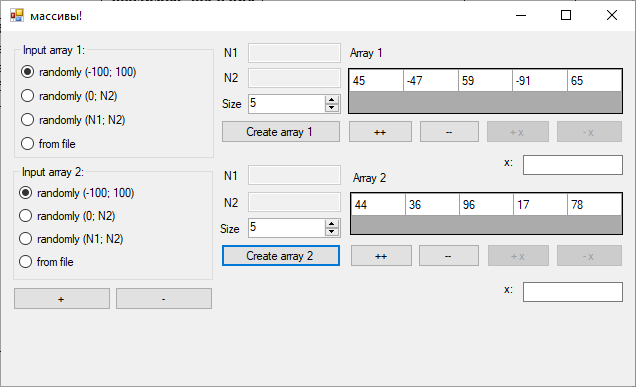 массивы!
Input array 1:
randomly (-100; 100)
randomly (0; N2)
randomly (N1; N2)
from file
N1
N2
Size 5
Create array 1
Array 1
45 -47 59 -91 65
++ -- + x - x
x:
Input array 2:
randomly (-100; 100)
randomly (0; N2)
randomly (N1; N2)
from file
N1
N2
Size 5
Create array 2
Array 2
44 36 96 17 78
++ -- + x - x
x:
+ -